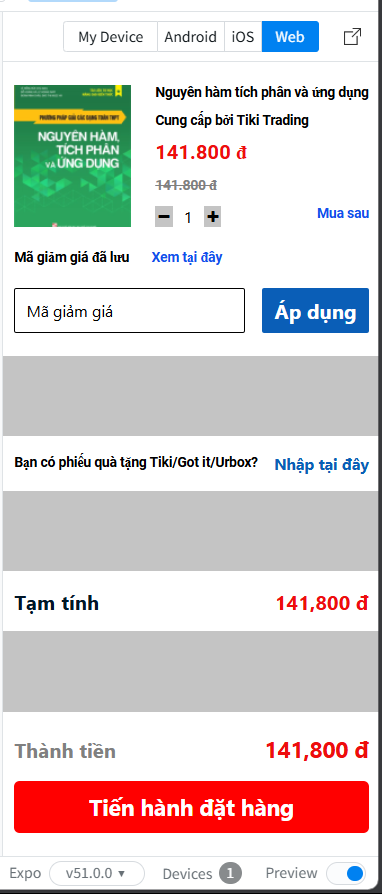 My Device Android iOS Web
PHƯƠNG PHÁP GIẢI CÁC DẠNG TOÁN THPT
NGUYÊN HÀM,
TÍCH PHÂN
VÀ ỨNG DỤNG
Nguyên hàm tích phân và ứng dụng
Cung cấp bởi Tiki Trading
141.800 đ
141.800 đ
1
Mua sau
Mã giảm giá đã lưu Xem tại đây
Mã giảm giá
Áp dụng
Bạn có phiếu quà tặng Tiki/Got it/Urbox? Nhập tại đây
Tạm tính 141,800 đ
Thành tiền 141,800 đ
Tiến hành đặt hàng
Expo v51.0.0 Devices 1 Preview